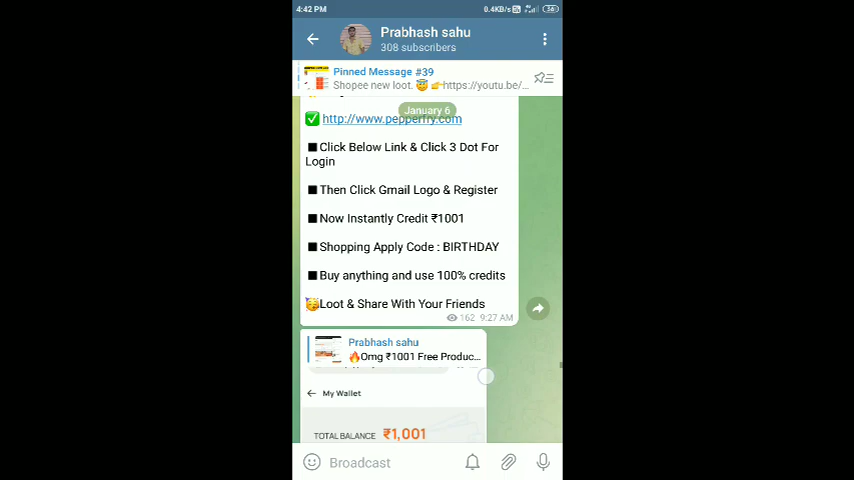 4:42 PM 0.4KB/s 36
Prabhash sahu
308 subscribers
Pinned Message #39
Shopee new loot. 😇 👉https://youtu.be/...
January 6
✅ http://www.pepperfry.com
■Click Below Link & Click 3 Dot For
Login
■Then Click Gmail Logo & Register
■Now Instantly Credit ₹1001
■Shopping Apply Code : BIRTHDAY
■Buy anything and use 100% credits
🥳Loot & Share With Your Friends
162 9:27 AM
Prabhash sahu
🔥Omg ₹1001 Free Produc...
My Wallet
TOTAL BALANCE ₹1,001
Broadcast